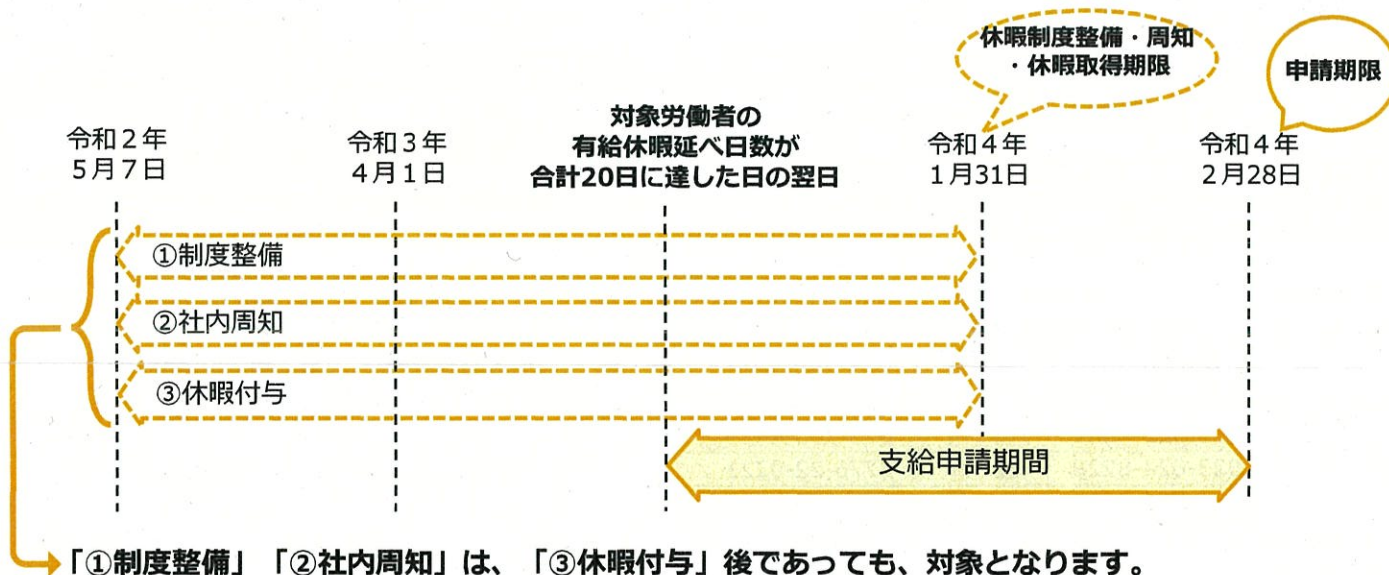 休暇制度整備・周知
・休暇取得期限
申請期限
令和２年
５月７日
令和３年
４月１日
対象労働者の
有給休暇延べ日数が
合計20日に達した日の翌日
令和４年
１月31日
令和４年
２月28日
①制度整備
②社内周知
③休暇付与
支給申請期間
「①制度整備」「②社内周知」は、「③休暇付与」後であっても、対象となります。